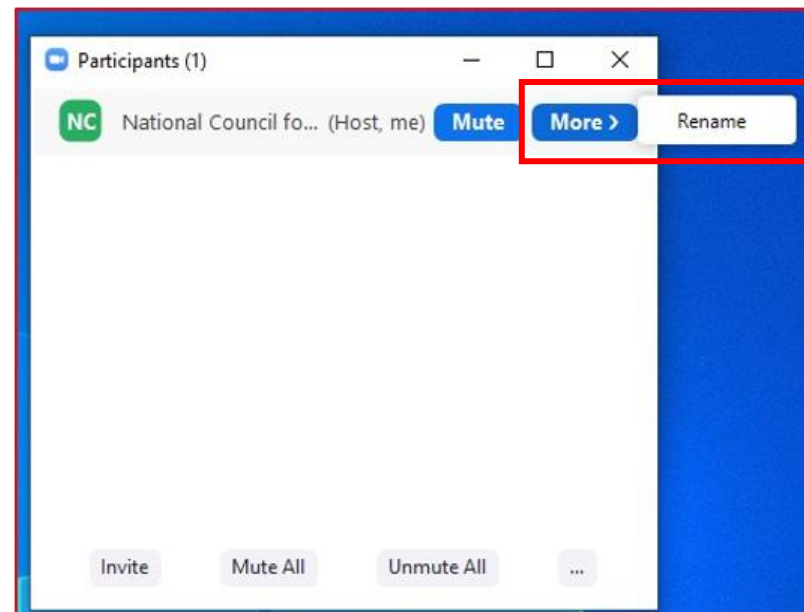 Participants (1)
NC National Council fo... (Host, me) Mute More > Rename
Invite Mute All Unmute All ...